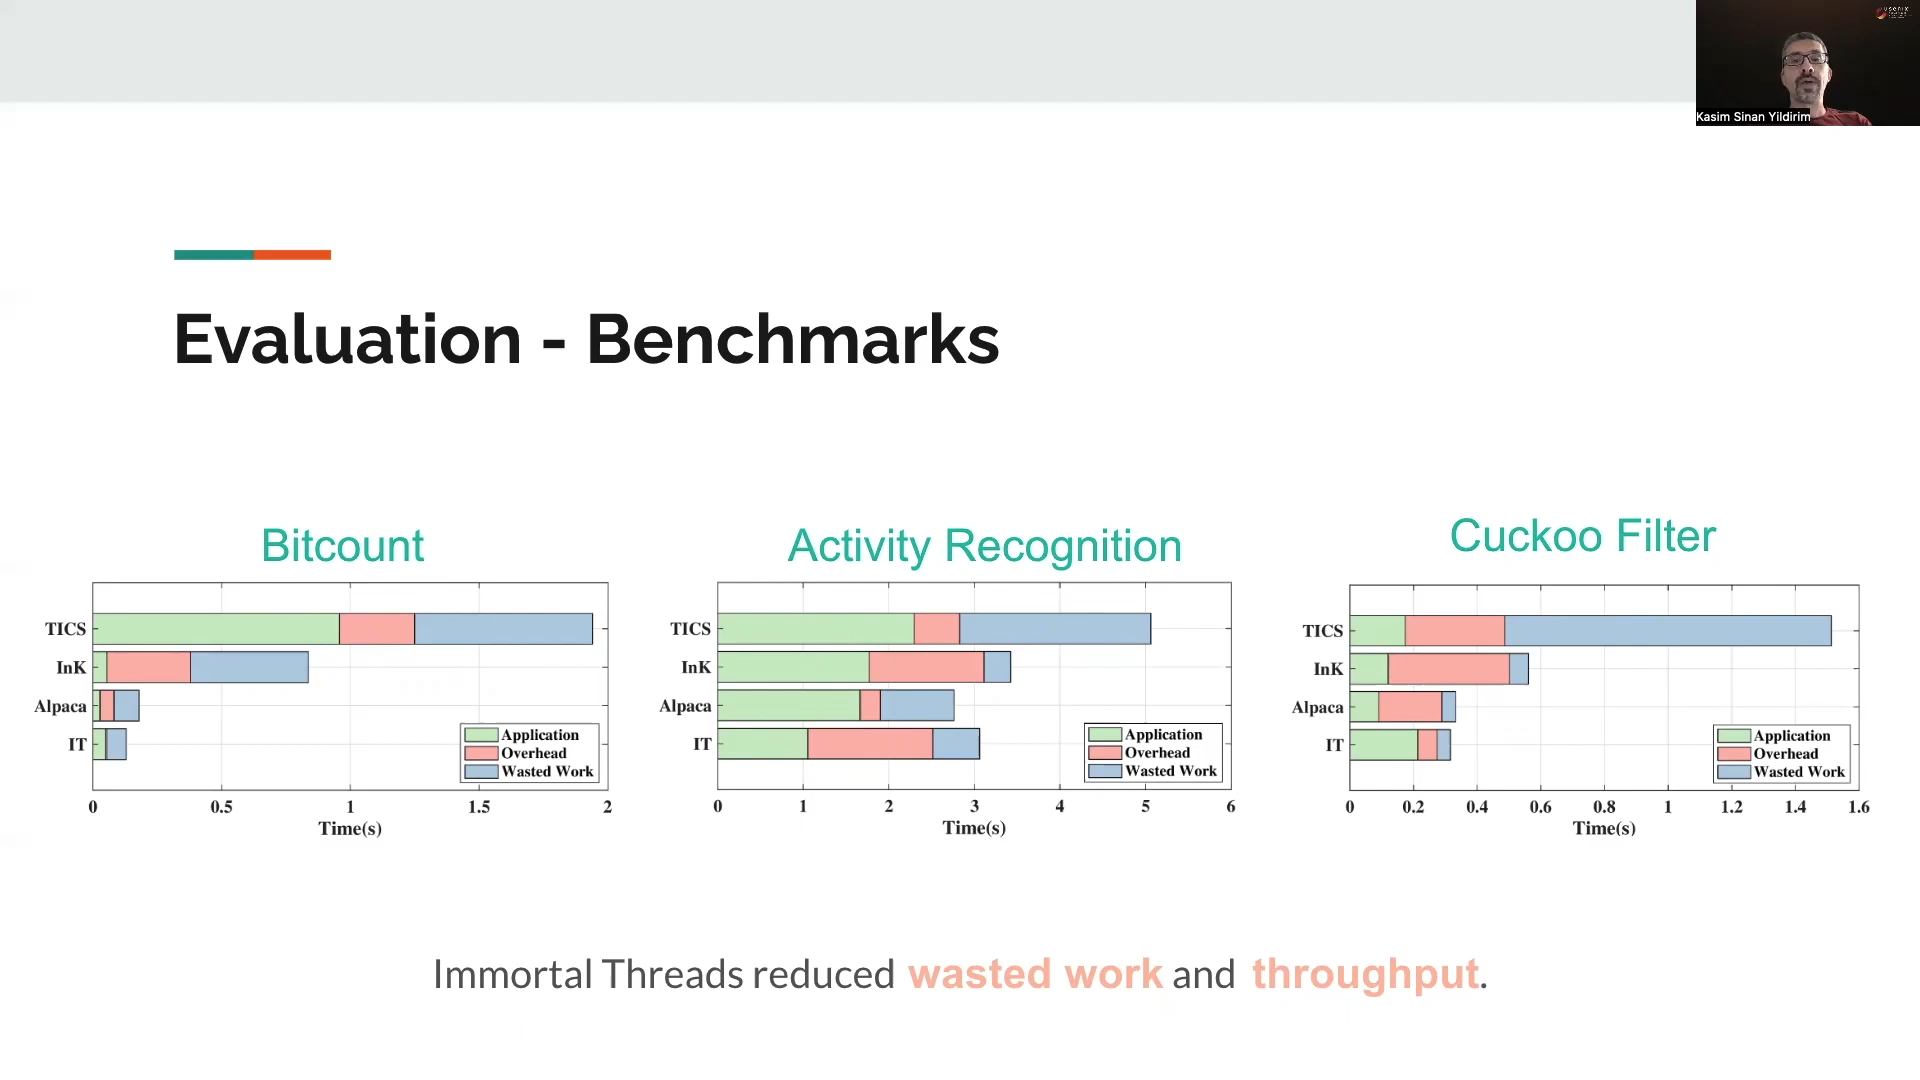 usenix
Kasim Sinan Yildirim
Evaluation - Benchmarks
Bitcount
TICS
InK
Alpaca
IT
Application
Overhead
Wasted Work
0 0.5 1 1.5 2
Time(s)
Activity Recognition
TICS
InK
Alpaca
IT
Application
Overhead
Wasted Work
0 1 2 3 4 5 6
Time(s)
Cuckoo Filter
TICS
InK
Alpaca
IT
Application
Overhead
Wasted Work
0 0.2 0.4 0.6 0.8 1 1.2 1.4 1.6
Time(s)
Immortal Threads reduced wasted work and throughput.